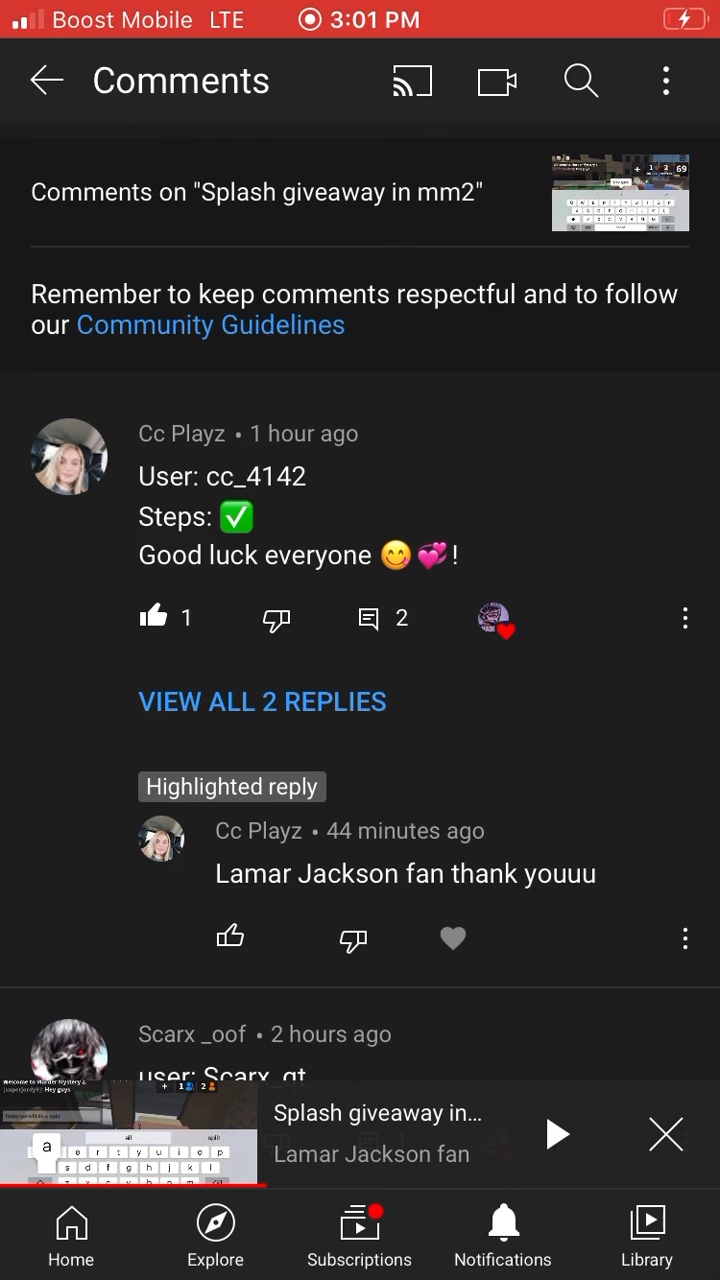 Boost Mobile LTE 3:01 PM
Comments
Comments on "Splash giveaway in mm2"
Remember to keep comments respectful and to follow
our Community Guidelines
Cc Playz • 1 hour ago
User: cc_4142
Steps: ✅
Good luck everyone 😋 💞 !
1 2
VIEW ALL 2 REPLIES
Highlighted reply
Cc Playz • 44 minutes ago
Lamar Jackson fan thank youuu
Scarx _oof • 2 hours ago
user: Scarx_gt
Splash giveaway in...
Lamar Jackson fan
Home Explore Subscriptions Notifications Library